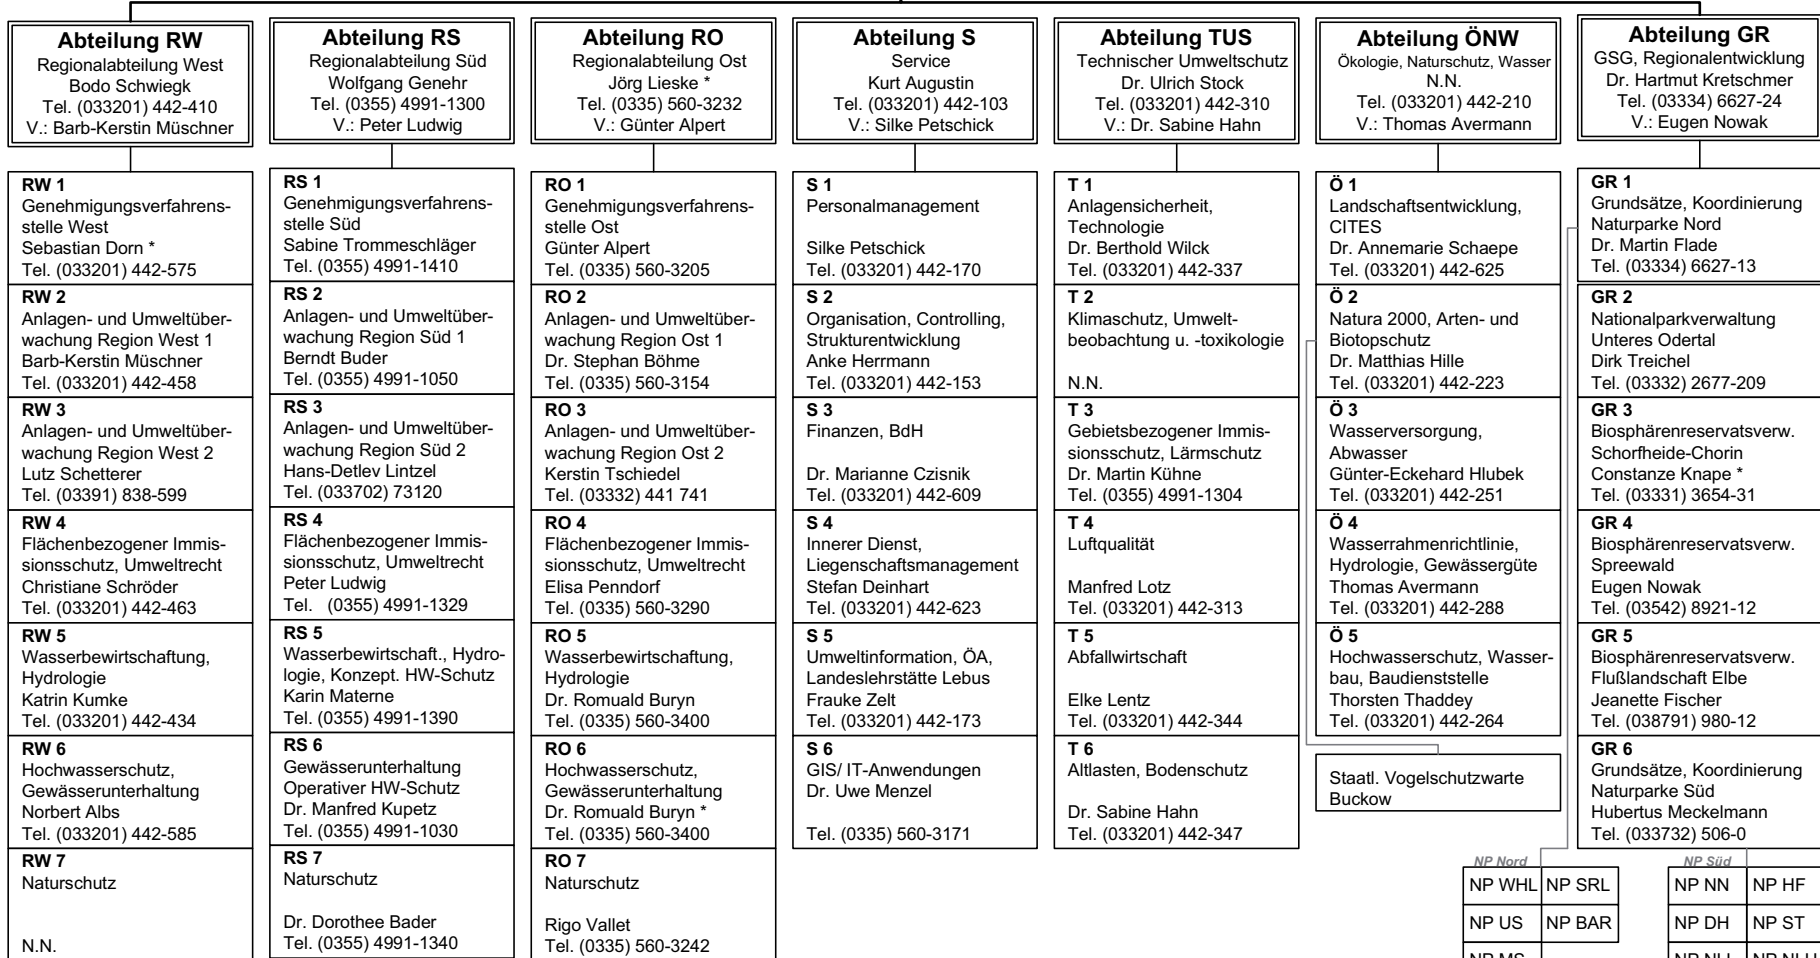 Abteilung RW
Regionalabteilung West
Bodo Schwiegk
Tel. (033201) 442-410
V.: Barb-Kerstin Müschner
RW 1
Genehmigungsverfahrens-
stelle West
Sebastian Dorn *
Tel. (033201) 442-575
RW 2
Anlagen- und Umweltüber-
wachung Region West 1
Barb-Kerstin Müschner
Tel. (033201) 442-458
RW 3
Anlagen- und Umweltüber-
wachung Region West 2
Lutz Schetterer
Tel. (03391) 838-599
RW 4
Flächenbezogener Immis-
sionsschutz, Umweltrecht
Christiane Schröder
Tel. (033201) 442-463
RW 5
Wasserbewirtschaftung,
Hydrologie
Katrin Kumke
Tel. (033201) 442-434
RW 6
Hochwasserschutz,
Gewässerunterhaltung
Norbert Albs
Tel. (033201) 442-585
RW 7
Naturschutz
N.N.
Abteilung RS
Regionalabteilung Süd
Wolfgang Genehr
Tel. (0355) 4991-1300
V.: Peter Ludwig
RS 1
Genehmigungsverfahrens-
stelle Süd
Sabine Trommeschläger
Tel. (0355) 4991-1410
RS 2
Anlagen- und Umweltüber-
wachung Region Süd 1
Berndt Buder
Tel. (0355) 4991-1050
RS 3
Anlagen- und Umweltüber-
wachung Region Süd 2
Hans-Detlev Lintzel
Tel. (033702) 73120
RS 4
Flächenbezogener Immis-
sionsschutz, Umweltrecht
Peter Ludwig
Tel. (0355) 4991-1329
RS 5
Wasserbewirtschaft., Hydro-
logie, Konzept. HW-Schutz
Karin Materne
Tel. (0355) 4991-1390
RS 6
Gewässerunterhaltung
Operativer HW-Schutz
Dr. Manfred Kupetz
Tel. (0355) 4991-1030
RS 7
Naturschutz
Dr. Dorothee Bader
Tel. (0355) 4991-1340
Abteilung RO
Regionalabteilung Ost
Jörg Lieske *
Tel. (0335) 560-3232
V.: Günter Alpert
RO 1
Genehmigungsverfahrens-
stelle Ost
Günter Alpert
Tel. (0335) 560-3205
RO 2
Anlagen- und Umweltüber-
wachung Region Ost 1
Dr. Stephan Böhme
Tel. (0335) 560-3154
RO 3
Anlagen- und Umweltüber-
wachung Region Ost 2
Kerstin Tschiedel
Tel. (03332) 441 741
RO 4
Flächenbezogener Immis-
sionsschutz, Umweltrecht
Elisa Penndorf
Tel. (0335) 560-3290
RO 5
Wasserbewirtschaftung,
Hydrologie
Dr. Romuald Buryn
Tel. (0335) 560-3400
RO 6
Hochwasserschutz,
Gewässerunterhaltung
Dr. Romuald Buryn *
Tel. (0335) 560-3400
RO 7
Naturschutz
Rigo Vallet
Tel. (0335) 560-3242
Abteilung S
Service
Kurt Augustin
Tel. (033201) 442-103
V.: Silke Petschick
S 1
Personalmanagement
Silke Petschick
Tel. (033201) 442-170
S 2
Organisation, Controlling,
Strukturentwicklung
Anke Herrmann
Tel. (033201) 442-153
S 3
Finanzen, BdH
Dr. Marianne Czisnik
Tel. (033201) 442-609
S 4
Innerer Dienst,
Liegenschaftsmanagement
Stefan Deinhart
Tel. (033201) 442-623
S 5
Umweltinformation, ÖA,
Landeslehrstätte Lebus
Frauke Zelt
Tel. (033201) 442-173
S 6
GIS/ IT-Anwendungen
Dr. Uwe Menzel
Tel. (0335) 560-3171
Abteilung TUS
Technischer Umweltschutz
Dr. Ulrich Stock
Tel. (033201) 442-310
V.: Dr. Sabine Hahn
T 1
Anlagensicherheit,
Technologie
Dr. Berthold Wilck
Tel. (033201) 442-337
T 2
Klimaschutz, Umwelt-
beobachtung u. -toxikologie
N.N.
T 3
Gebietsbezogener Immis-
sionsschutz, Lärmschutz
Dr. Martin Kühne
Tel. (0355) 4991-1304
T 4
Luftqualität
Manfred Lotz
Tel. (033201) 442-313
T 5
Abfallwirtschaft
Elke Lentz
Tel. (033201) 442-344
T 6
Altlasten, Bodenschutz
Dr. Sabine Hahn
Tel. (033201) 442-347
Abteilung ÖNW
Ökologie, Naturschutz, Wasser
N.N.
Tel. (033201) 442-210
V.: Thomas Avermann
Ö 1
Landschaftsentwicklung,
CITES
Dr. Annemarie Schaepe
Tel. (033201) 442-625
Ö 2
Natura 2000, Arten- und
Biotopschutz
Dr. Matthias Hille
Tel. (033201) 442-223
Ö 3
Wasserversorgung,
Abwasser
Günter-Eckehard Hlubek
Tel. (033201) 442-251
Ö 4
Wasserrahmenrichtlinie,
Hydrologie, Gewässergüte
Thomas Avermann
Tel. (033201) 442-288
Ö 5
Hochwasserschutz, Wasser-
bau, Baudienststelle
Thorsten Thaddey
Tel. (033201) 442-264
Staatl. Vogelschutzwarte
Buckow
Abteilung GR
GSG, Regionalentwicklung
Dr. Hartmut Kretschmer
Tel. (03334) 6627-24
V.: Eugen Nowak
GR 1
Grundsätze, Koordinierung
Naturparke Nord
Dr. Martin Flade
Tel. (03334) 6627-13
GR 2
Nationalparkverwaltung
Unteres Odertal
Dirk Treichel
Tel. (03332) 2677-209
GR 3
Biosphärenreservatsverw.
Schorfheide-Chorin
Constanze Knape *
Tel. (03331) 3654-31
GR 4
Biosphärenreservatsverw.
Spreewald
Eugen Nowak
Tel. (03542) 8921-12
GR 5
Biosphärenreservatsverw.
Flußlandschaft Elbe
Jeanette Fischer
Tel. (038791) 980-12
GR 6
Grundsätze, Koordinierung
Naturparke Süd
Hubertus Meckelmann
Tel. (033732) 506-0
NP Nord
NP WHL NP SRL
NP US NP BAR
NP MS
NP Süd
NP NN NP HF
NP DH NP ST